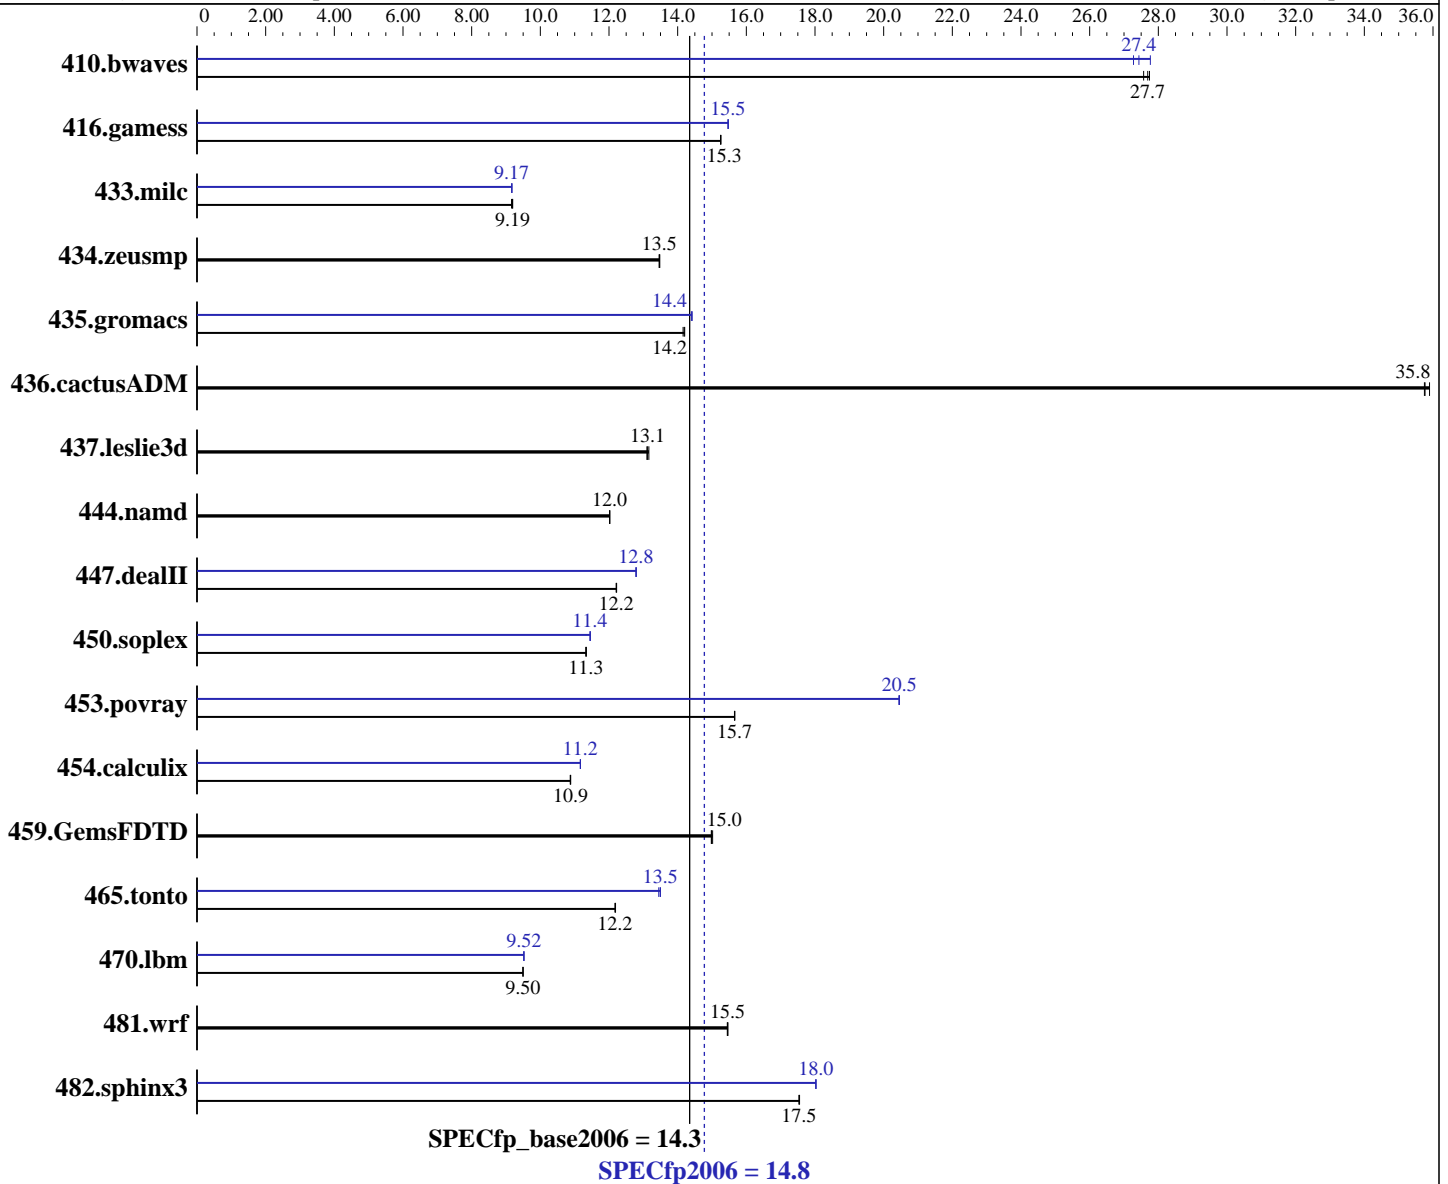 0 2.00 4.00 6.00 8.00 10.0 12.0 14.0 16.0 18.0 20.0 22.0 24.0 26.0 28.0 30.0 32.0 34.0 36.0
27.4
410.bwaves
27.7
15.5
416.gamess
15.3
9.17
433.milc
9.19
13.5
434.zeusmp
14.4
435.gromacs
14.2
35.8
436.cactusADM
13.1
437.leslie3d
12.0
444.namd
12.8
447.dealII
12.2
11.4
450.soplex
11.3
20.5
453.povray
15.7
11.2
454.calculix
10.9
15.0
459.GemsFDTD
13.5
465.tonto
12.2
9.52
470.lbm
9.50
15.5
481.wrf
18.0
482.sphinx3
17.5
SPECfp_base2006 = 14.3
SPECfp2006 = 14.8